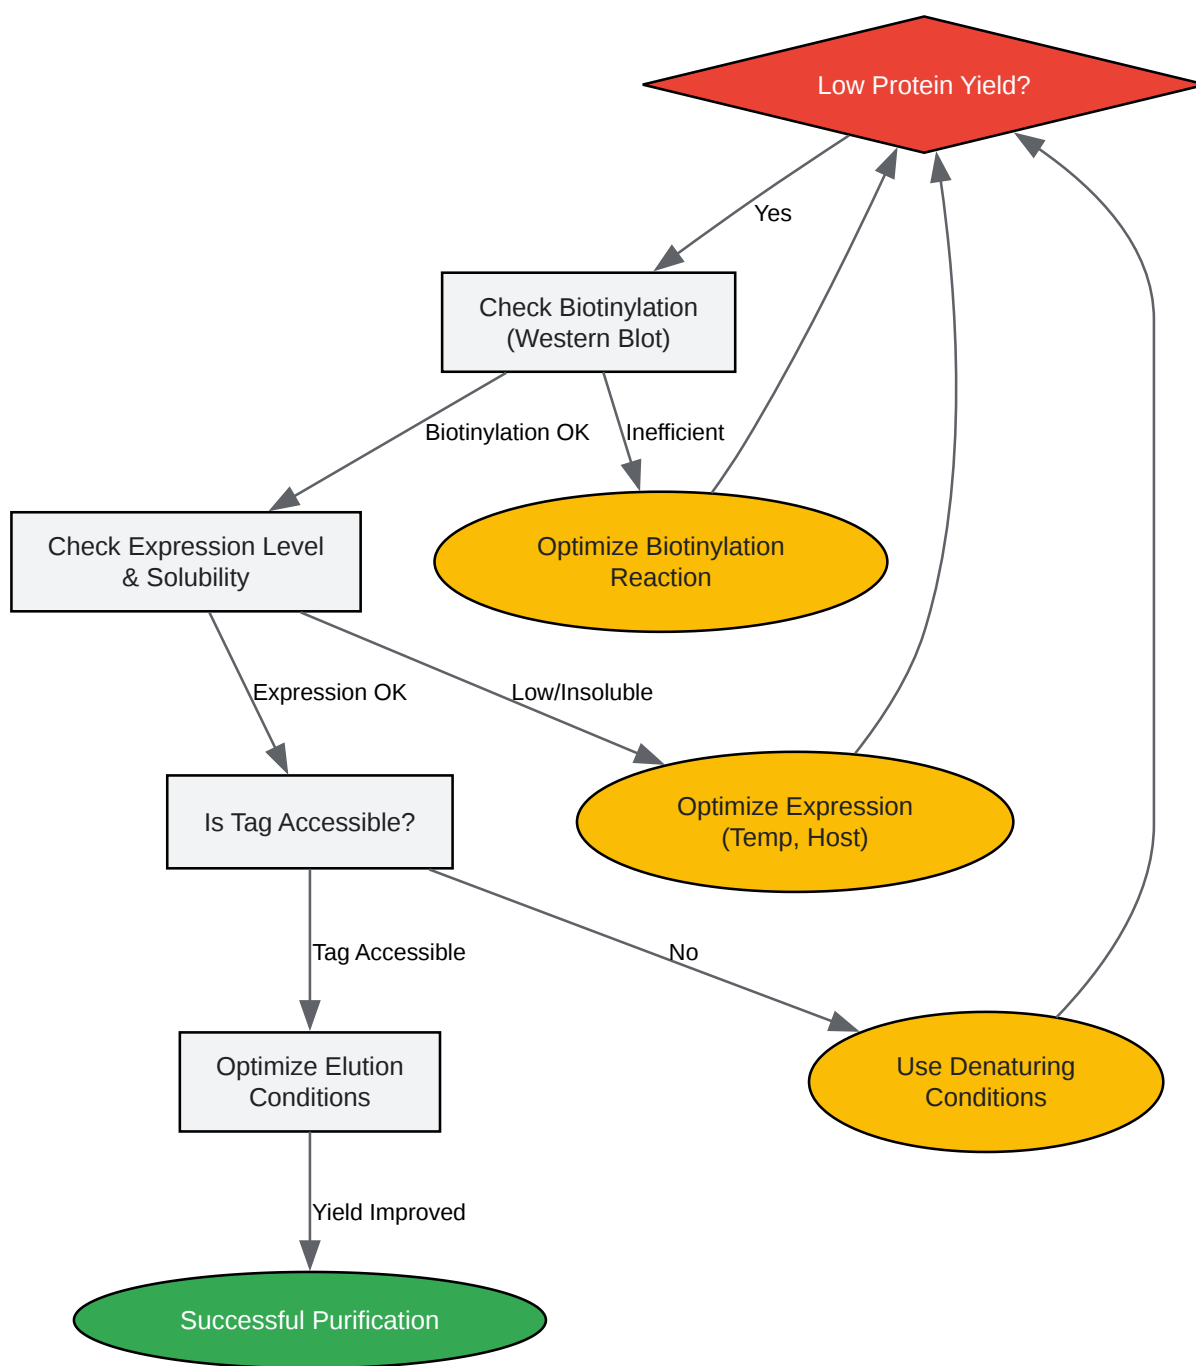 Low Protein Yield?
Yes
Check Biotinylation
(Western Blot)
Biotinylation OK
Inefficient
Check Expression Level
& Solubility
Optimize Biotinylation
Reaction
Expression OK
Low/Insoluble
Is Tag Accessible?
Optimize Expression
(Temp, Host)
Tag Accessible
No
Optimize Elution
Conditions
Use Denaturing
Conditions
Yield Improved
Successful Purification